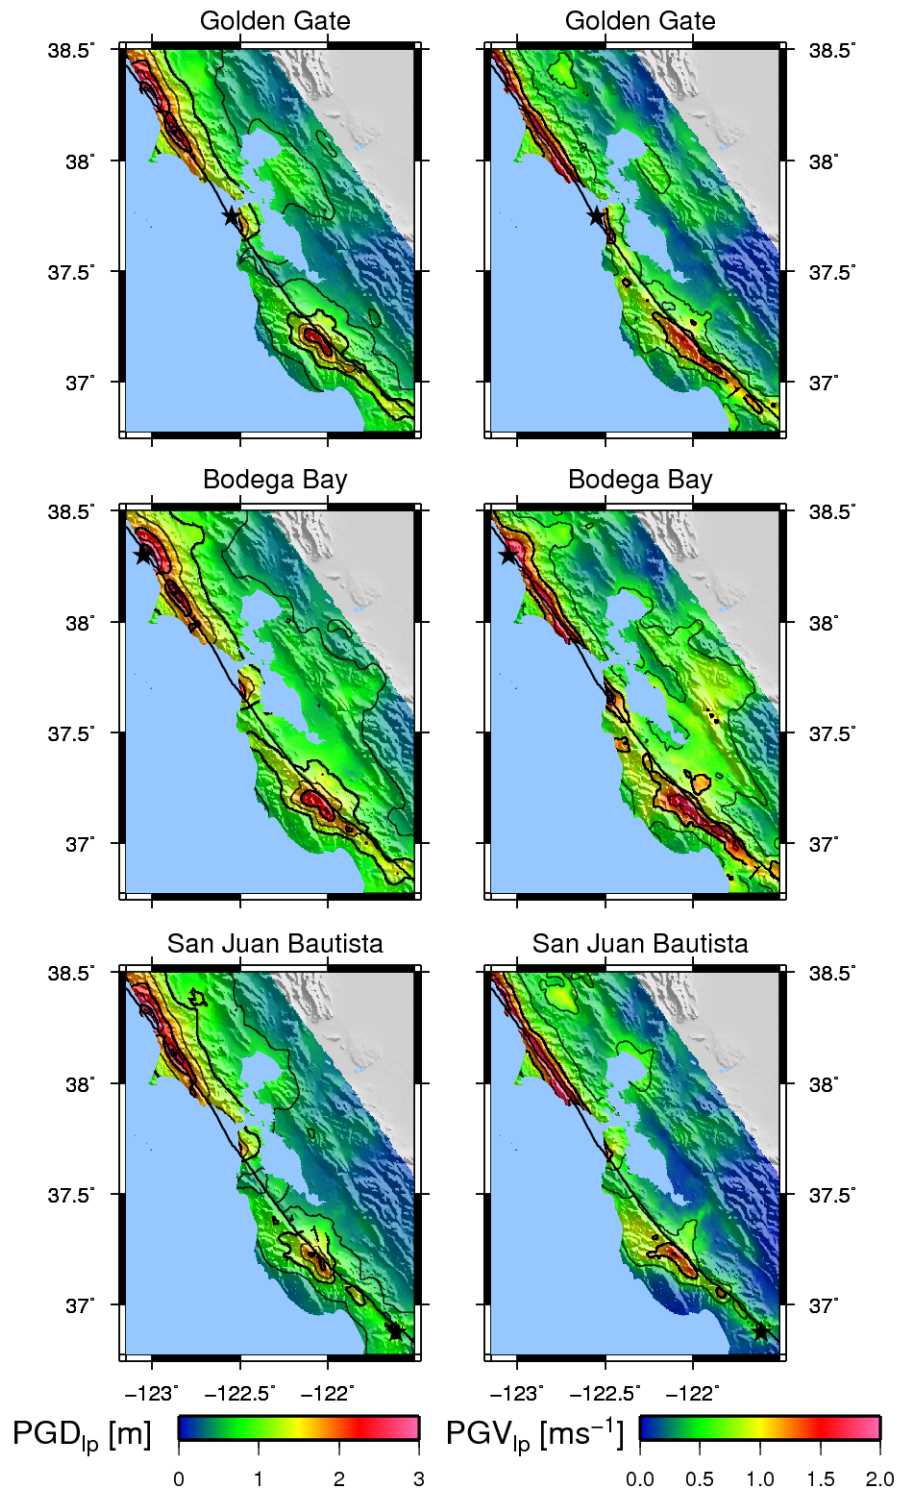 Golden Gate Golden Gate
38.5° 38.5°
38° 38°
37.5° 37.5°
37° 37°
Bodega Bay Bodega Bay
38.5° 38.5°
38° 38°
37.5° 37.5°
37° 37°
San Juan Bautista San Juan Bautista
38.5° 38.5°
38° 38°
37.5° 37.5°
37° 37°
−123° −122.5° −122° −123° −122.5° −122°
PGDlp [m] PGVlp [ms−1]
0 1 2 3 0.0 0.5 1.0 1.5 2.0